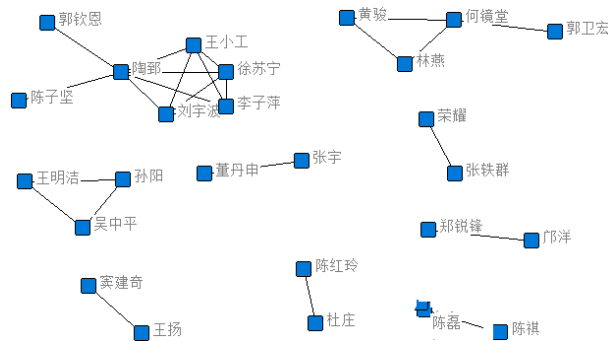 郭钦恩
王小工
陶郅
徐苏宁
陈子坚
刘宇波
李子萍
黄骏
何镜堂
郭卫宏
林燕
荣耀
张轶群
王明洁
孙阳
吴中平
董丹申
张宇
郑锐锋
邝洋
窦建奇
王扬
陈红玲
杜庄
陈磊
陈祺